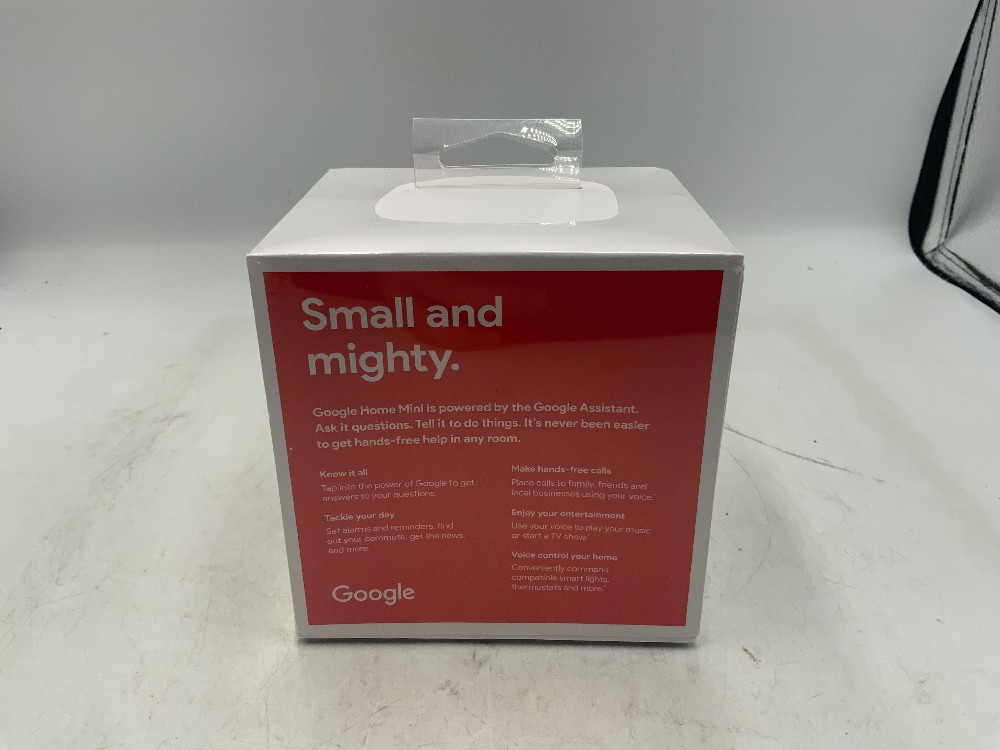 Small and
mighty.
Google Home Mini is powered by the Google Assistant.
Ask it questions. Tell it to do things. It's never been easier
to get hands-free help in any room.
Know it all
Tap into the power of Google to get
answers to your questions.
Tackle your day
Set alarms and reminders, find
out your commute, get the news,
and more.
Make hands-free calls
Place calls to family, friends and
local businesses using your voice.
Enjoy your entertainment
Use your voice to play your music
or start a TV show.
Voice control your home
Conveniently command
compatible smart lights,
thermostats and more.
Google